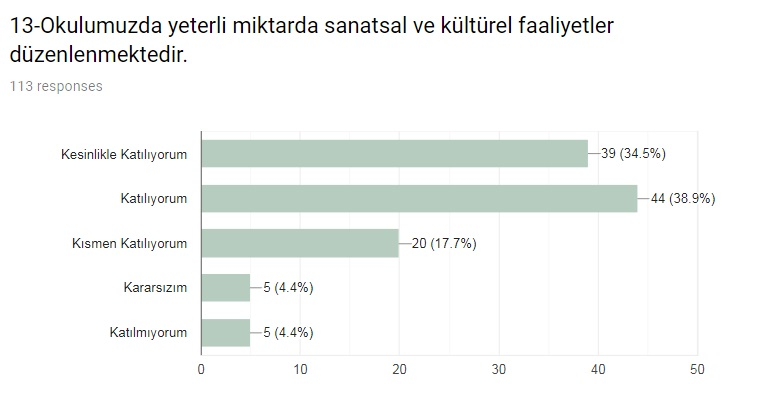 13-Okulumuzda yeterli miktarda sanatsal ve kültürel faaliyetler
düzenlenmektedir.
113 responses
Kesinlikle Katılıyorum 39 (34.5%)
Katılıyorum 44 (38.9%)
Kısmen Katılıyorum 20 (17.7%)
Kararsızım 5 (4.4%)
Katılmıyorum 5 (4.4%)
0 10 20 30 40 50